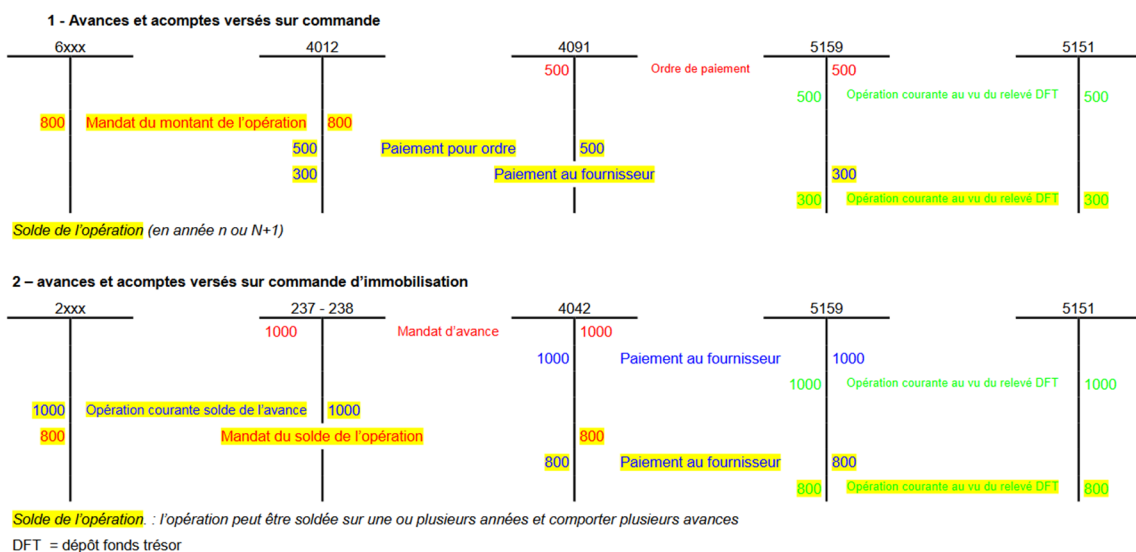 1 - Avances et acomptes versés sur commande
6xxx 4012 4091 5159 5151
500 Ordre de paiement 500
500 Opération courante au vu du relevé DFT 500
800 Mandat du montant de l'opération 800
500 Paiement pour ordre 500
300 Paiement au fournisseur 300
300 Opération courante au vu du relevé DFT 300
Solde de l'opération (en année n ou N+1)
2 – avances et acomptes versés sur commande d'immobilisation
2xxx 237 - 238 4042 5159 5151
1000 Mandat d'avance 1000
1000 Paiement au fournisseur 1000
1000 Opération courante au vu du relevé DFT 1000
1000 Opération courante solde de l'avance 1000
800 Mandat du solde de l'opération 800
800 Paiement au fournisseur 800
800 Opération courante au vu du relevé DFT 800
Solde de l'opération. : l'opération peut être soldée sur une ou plusieurs années et comporter plusieurs avances
DFT = dépôt fonds trésor